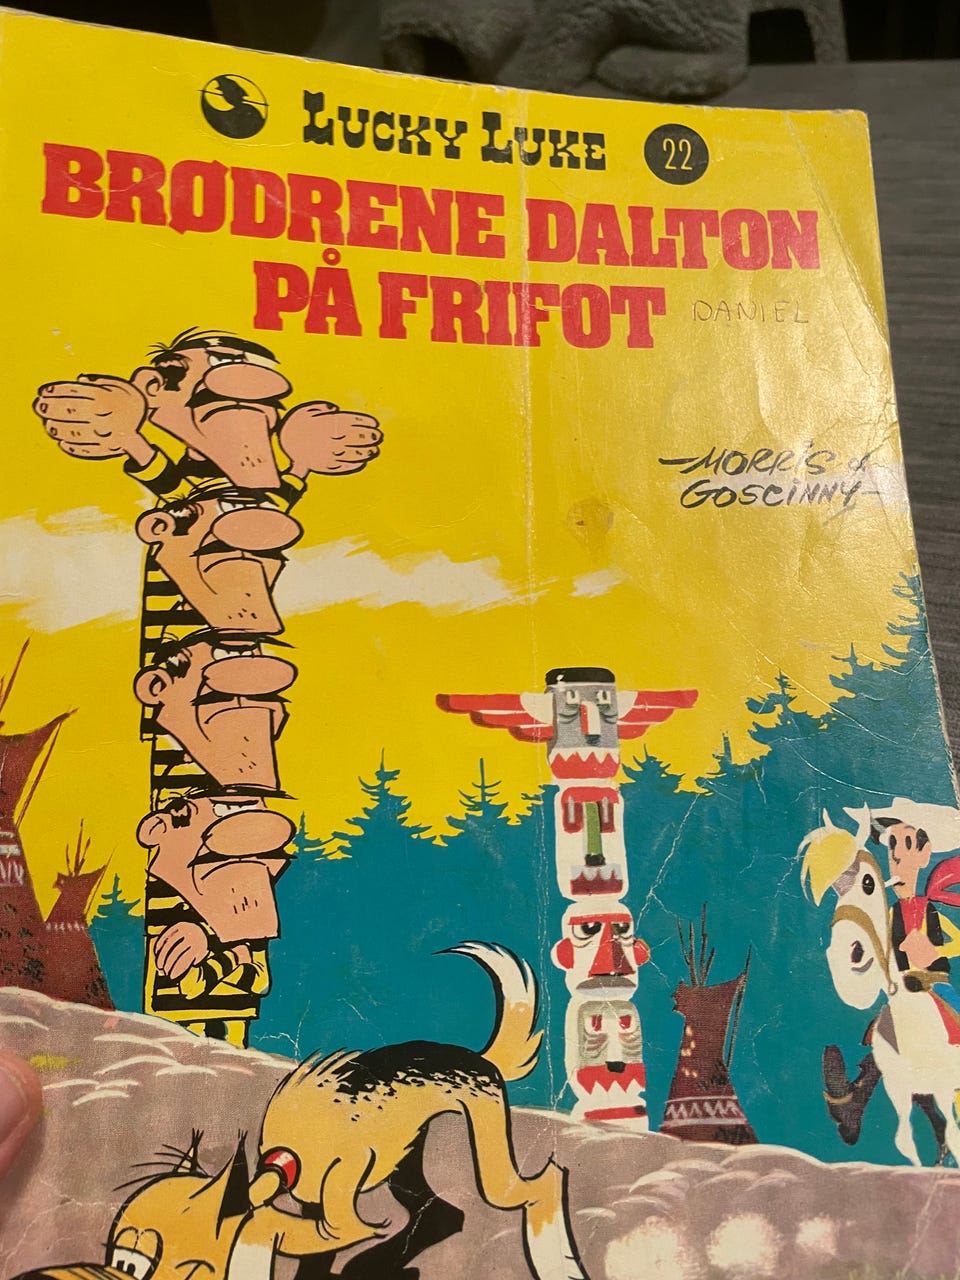 LUCKY LUKE 22
BRØDRENE DALTON
PÅ FRIFOT
DANIEL
-MORRIS &
GOSCINNY-